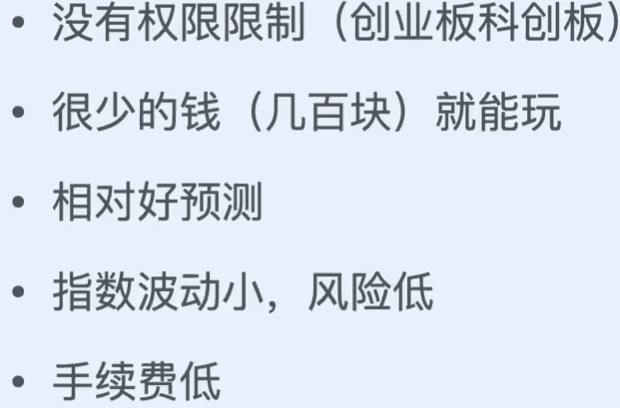 • 没有权限限制（创业板科创板）
• 很少的钱（几百块）就能玩
• 相对好预测
• 指数波动小，风险低
• 手续费低